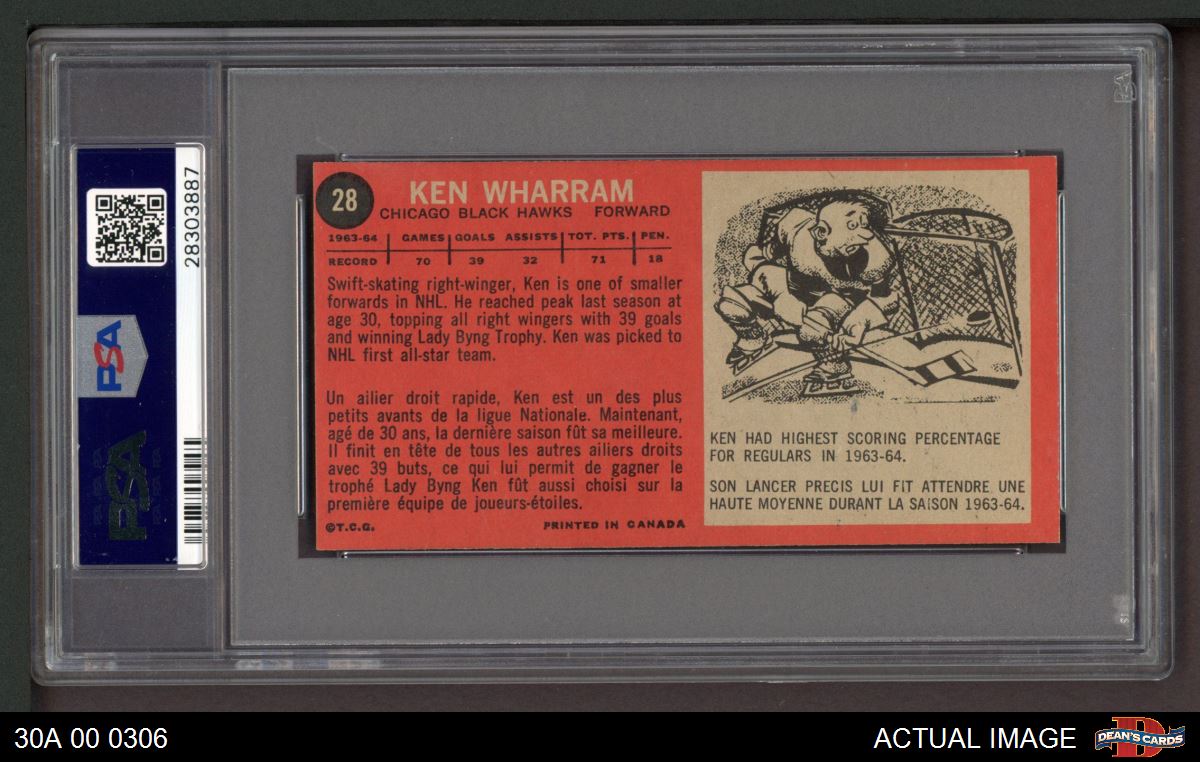 28303887
PSA
PSA
28
KEN WHARRAM
CHICAGO BLACK HAWKS FORWARD
1963-64 GAMES GOALS ASSISTS TOT. PTS. PEN.
RECORD 70 39 32 71 18
Swift-skating right-winger, Ken is one of smaller
forwards in NHL. He reached peak last season at
age 30, topping all right wingers with 39 goals
and winning Lady Byng Trophy. Ken was picked to
NHL first all-star team.
Un ailier droit rapide, Ken est un des plus
petits avants de la ligue Nationale. Maintenant,
agé de 30 ans, la dernière saison fût sa meilleure.
Il finit en tête de tous les autres ailiers droits
avec 39 buts, ce qui lui permit de gagner le
trophé Lady Byng Ken fût aussi choisi sur la
première équipe de joueurs-étoiles.
©T.C.G. PRINTED IN CANADA
KEN HAD HIGHEST SCORING PERCENTAGE
FOR REGULARS IN 1963-64.
SON LANCER PRECIS LUI FIT ATTENDRE UNE
HAUTE MOYENNE DURANT LA SAISON 1963-64.
PSA
30A 00 0306
ACTUAL IMAGE
DEAN'S CARDS